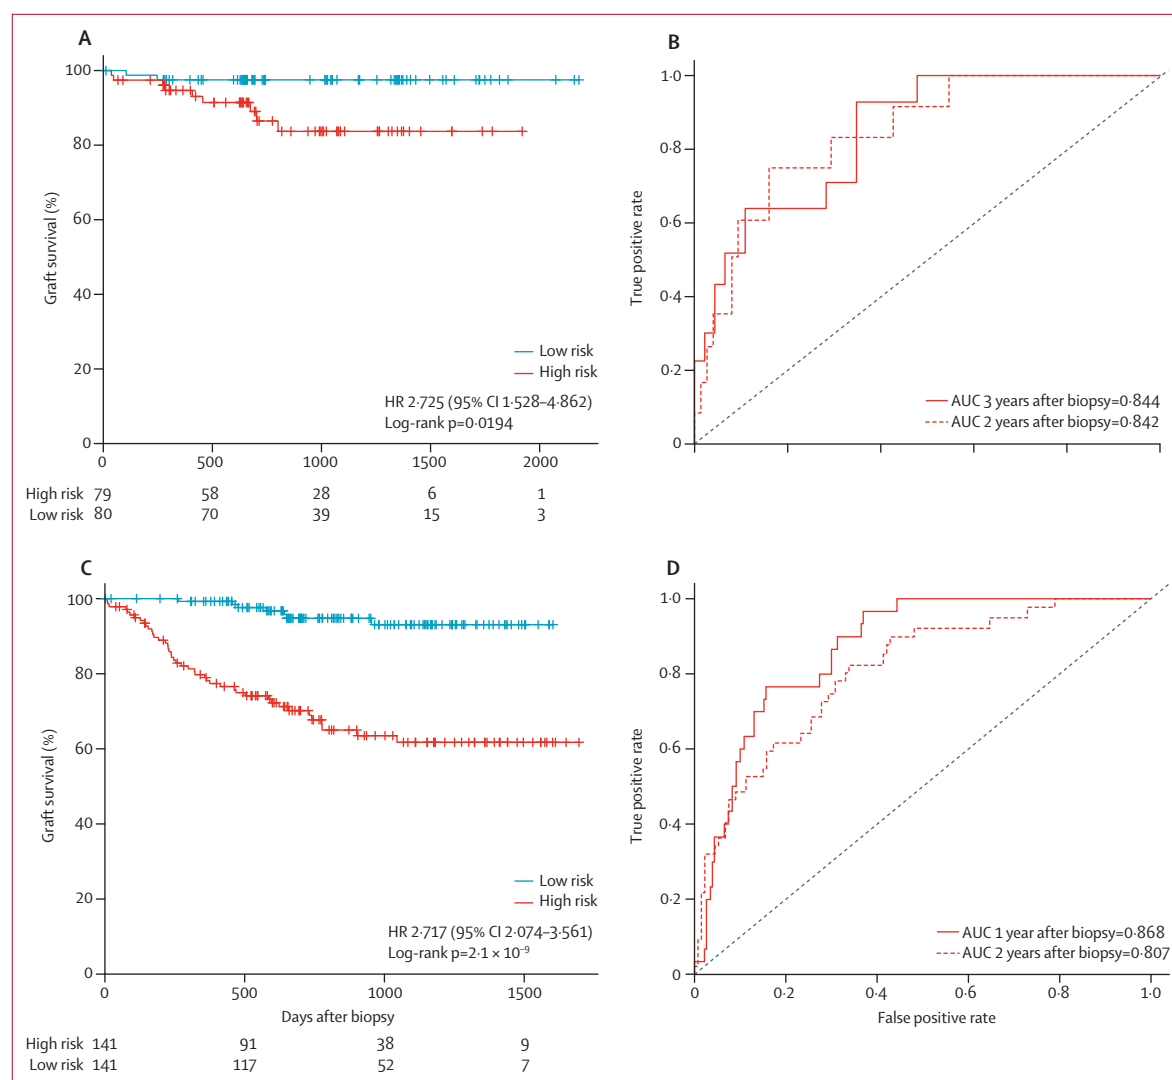 A
100
80
60
40
20
0
Graft survival (%)
Low risk
High risk
HR 2·725 (95% CI 1·528–4·862)
Log-rank p=0·0194
0 500 1000 1500 2000
High risk 79 58 28 6 1
Low risk 80 70 39 15 3
B
1·0
0·8
0·6
0·4
0·2
0
True positive rate
AUC 3 years after biopsy=0·844
AUC 2 years after biopsy=0·842
C
100
80
60
40
20
0
Graft survival (%)
Low risk
High risk
HR 2·717 (95% CI 2·074–3·561)
Log-rank p=2·1 × 10⁻⁹
0 500 1000 1500
Days after biopsy
High risk 141 91 38 9
Low risk 141 117 52 7
D
1·0
0·8
0·6
0·4
0·2
0
True positive rate
AUC 1 year after biopsy=0·868
AUC 2 years after biopsy=0·807
0 0·2 0·4 0·6 0·8 1·0
False positive rate